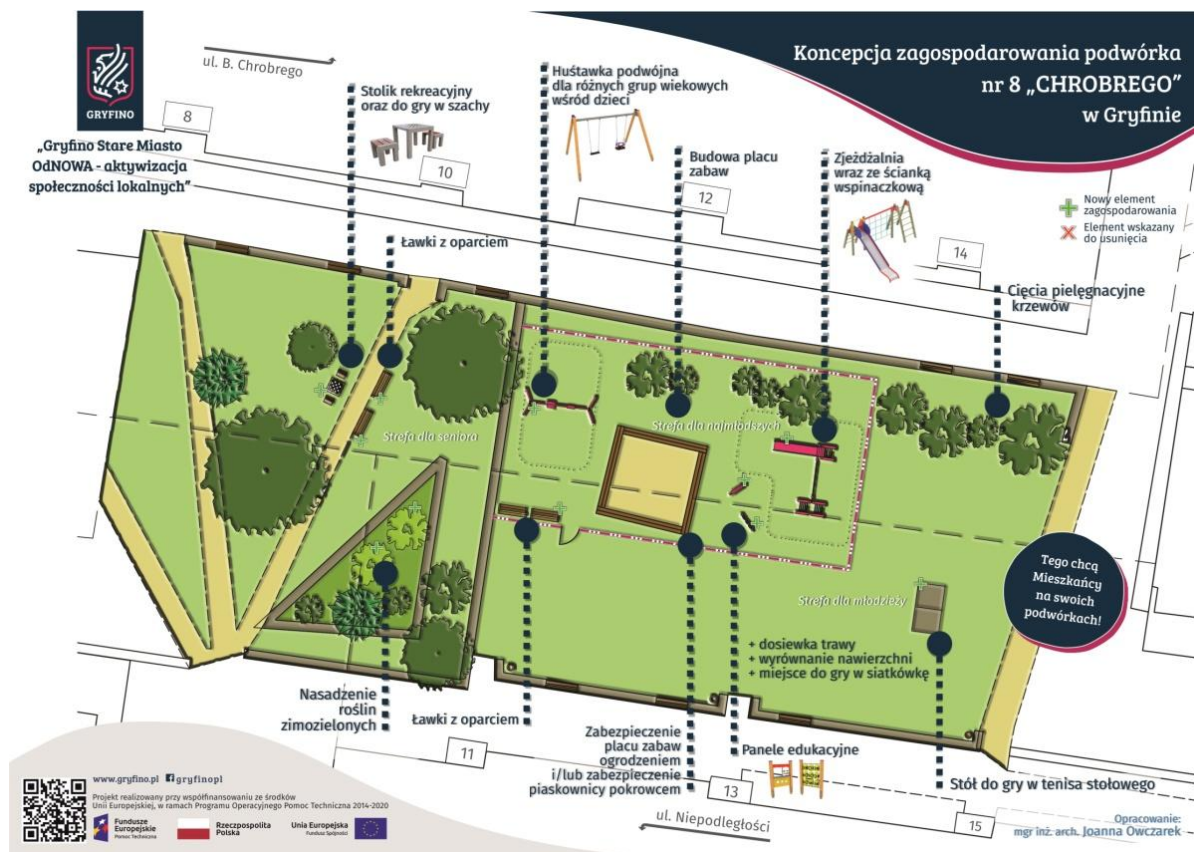 GRYFINO
„Gryfino Stare Miasto
OdNOWA - aktywizacja
społeczności lokalnych”
ul. B. Chrobrego
Koncepcja zagospodarowania podwórka
nr 8 „CHROBREGO”
w Gryfinie
Nowy element
zagospodarowania
Element wskazany
do usunięcia
8
10
12
14
Stolik rekreacyjny
oraz do gry w szachy
Huśtawka podwójna
dla różnych grup wiekowych
wśród dzieci
Budowa placu
zabaw
Zjeżdżalnia
wraz ze ścianką
wspinaczkową
Ławki z oparciem
Cięcia pielęgnacyjne
krzewów
Strefa dla seniora
Strefa dla najmłodszych
Strefa dla młodzieży
Tego chcą
Mieszkańcy
na swoich
podwórkach!
+ dosiewka trawy
+ wyrównanie nawierzchni
+ miejsce do gry w siatkówkę
Nasadzenie
roślin
zimozielonych
Ławki z oparciem
Zabezpieczenie
placu zabaw
ogrodzeniem
i/lub zabezpieczenie
piaskownicy pokrowcem
Panele edukacyjne
Stół do gry w tenisa stołowego
11
13
15
ul. Niepodległości
www.gryfino.pl gryfinopl
Projekt realizowany przy współfinansowaniu ze środków
Unii Europejskiej, w ramach Programu Operacyjnego Pomoc Techniczna 2014-2020
Fundusze
Europejskie
Pomoc Techniczna
Rzeczpospolita
Polska
Unia Europejska
Fundusz Spójności
Opracowanie:
mgr inż. arch. Joanna Owczarek